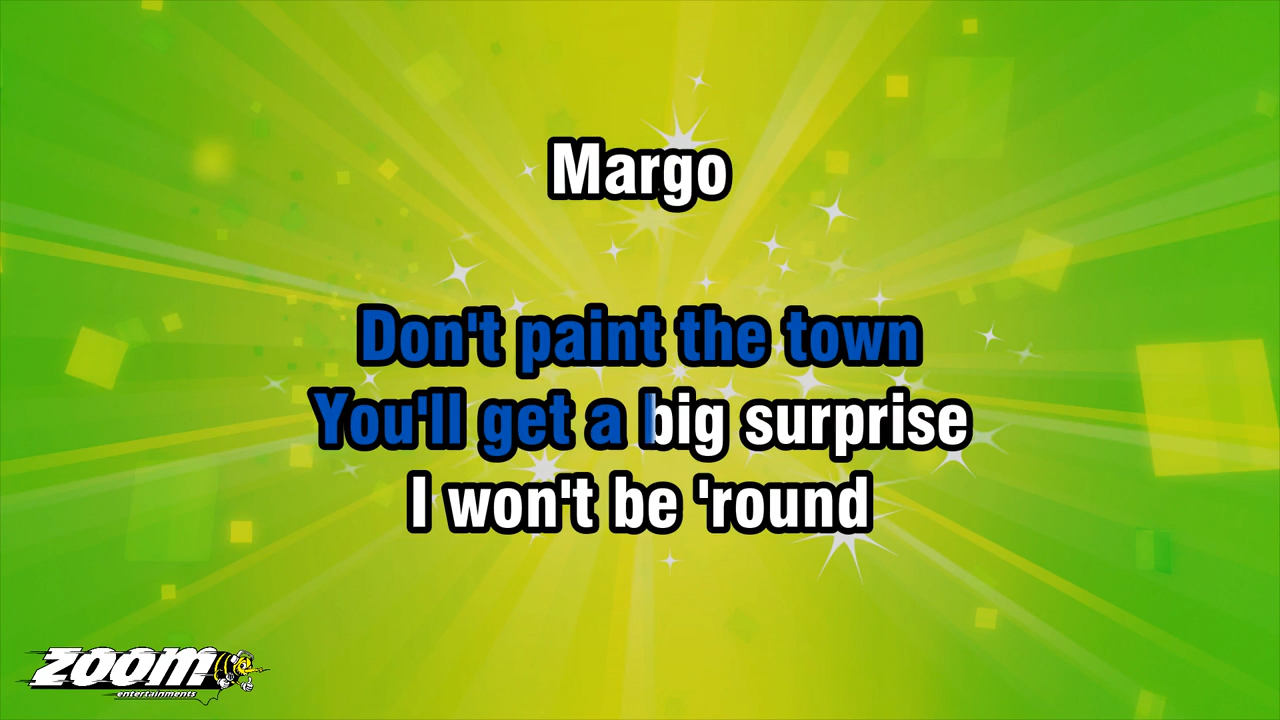 Margo
Don't paint the town
You'll get a big surprise
I won't be 'round
ZOOM
entertainments